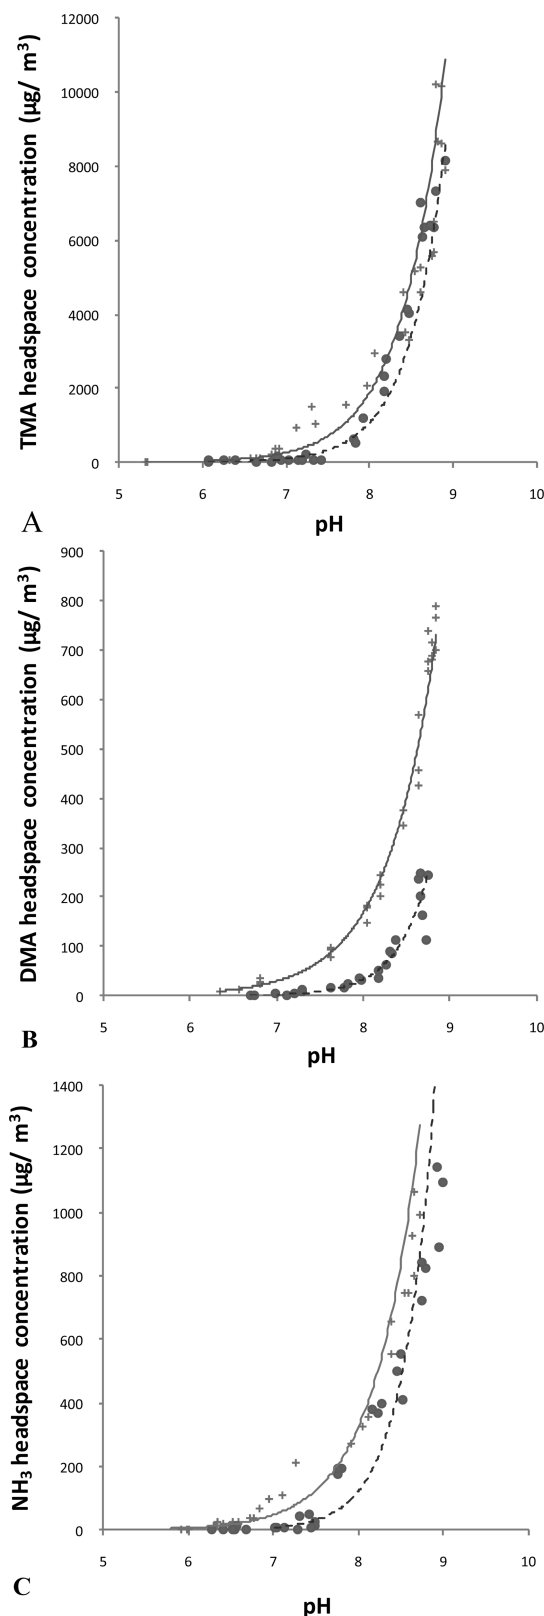 TMA headspace concentration (µg/ m³)
12000
10000
8000
6000
4000
2000
0
5 6 7 8 9 10
pH
A
DMA headspace concentration (µg/ m³)
900
800
700
600
500
400
300
200
100
0
5 6 7 8 9 10
pH
B
NH₃ headspace concentration (µg/ m³)
1400
1200
1000
800
600
400
200
0
5 6 7 8 9 10
pH
C